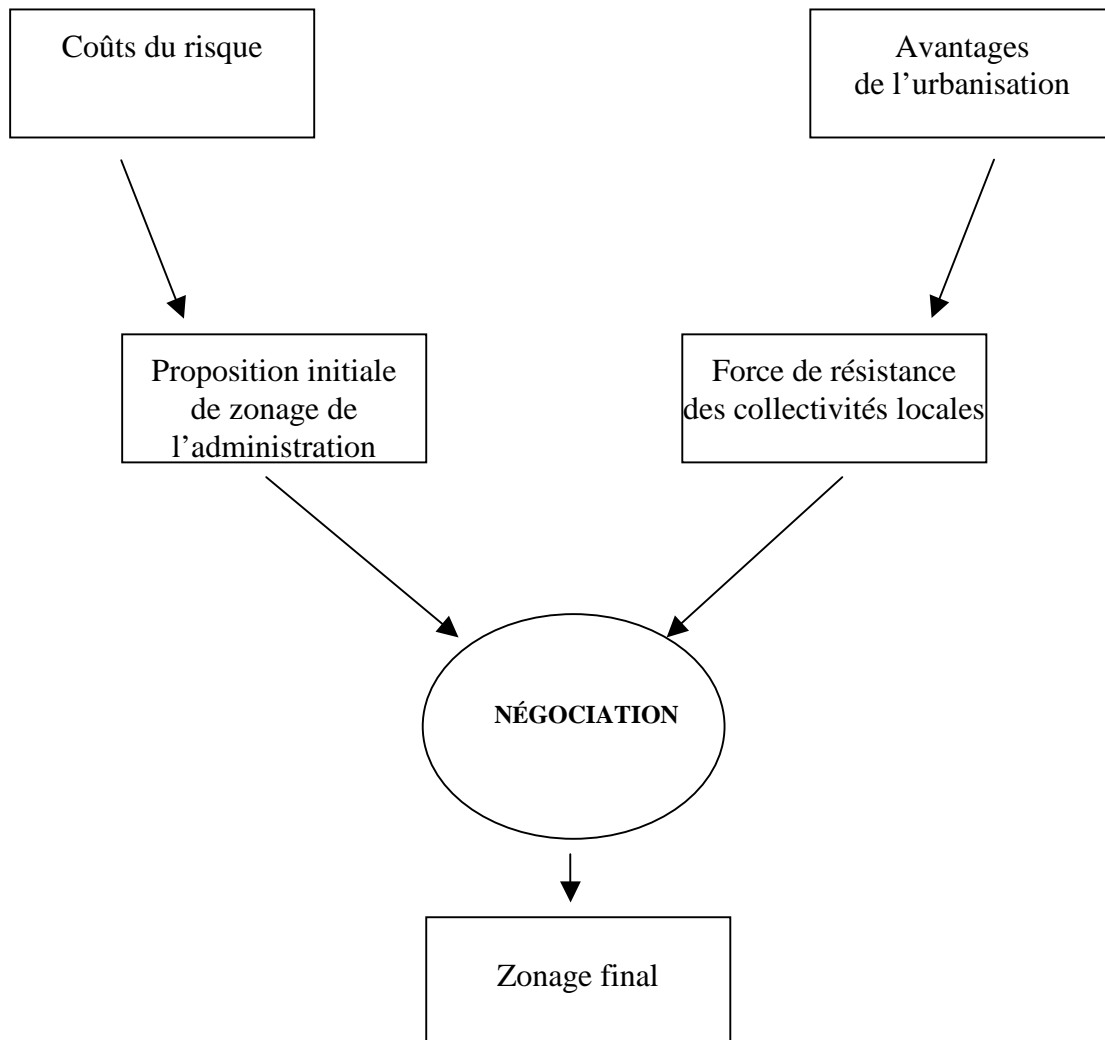 Coûts du risque
Avantages
de l’urbanisation
Proposition initiale
de zonage de
l’administration
Force de résistance
des collectivités locales
NÉGOCIATION
Zonage final